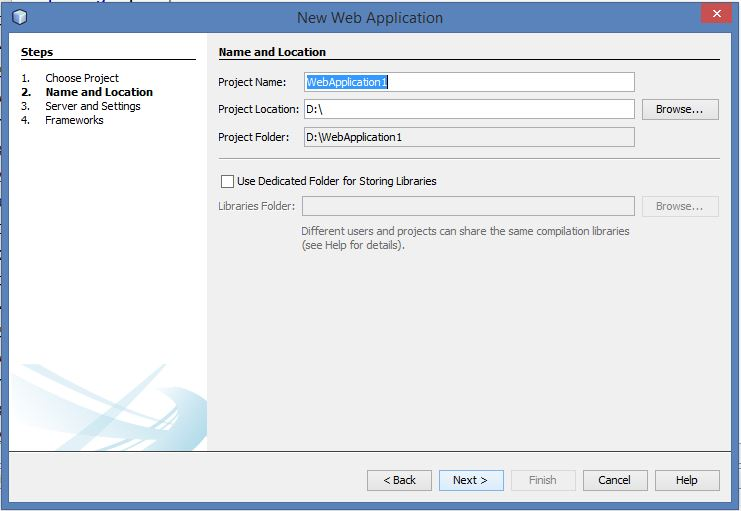 New Web Application
Steps
1. Choose Project
2. Name and Location
3. Server and Settings
4. Frameworks
Name and Location
Project Name: WebApplication1
Project Location: D:\ Browse...
Project Folder: D:\WebApplication1
Use Dedicated Folder for Storing Libraries
Libraries Folder: Browse...
Different users and projects can share the same compilation libraries
(see Help for details).
< Back Next > Finish Cancel Help